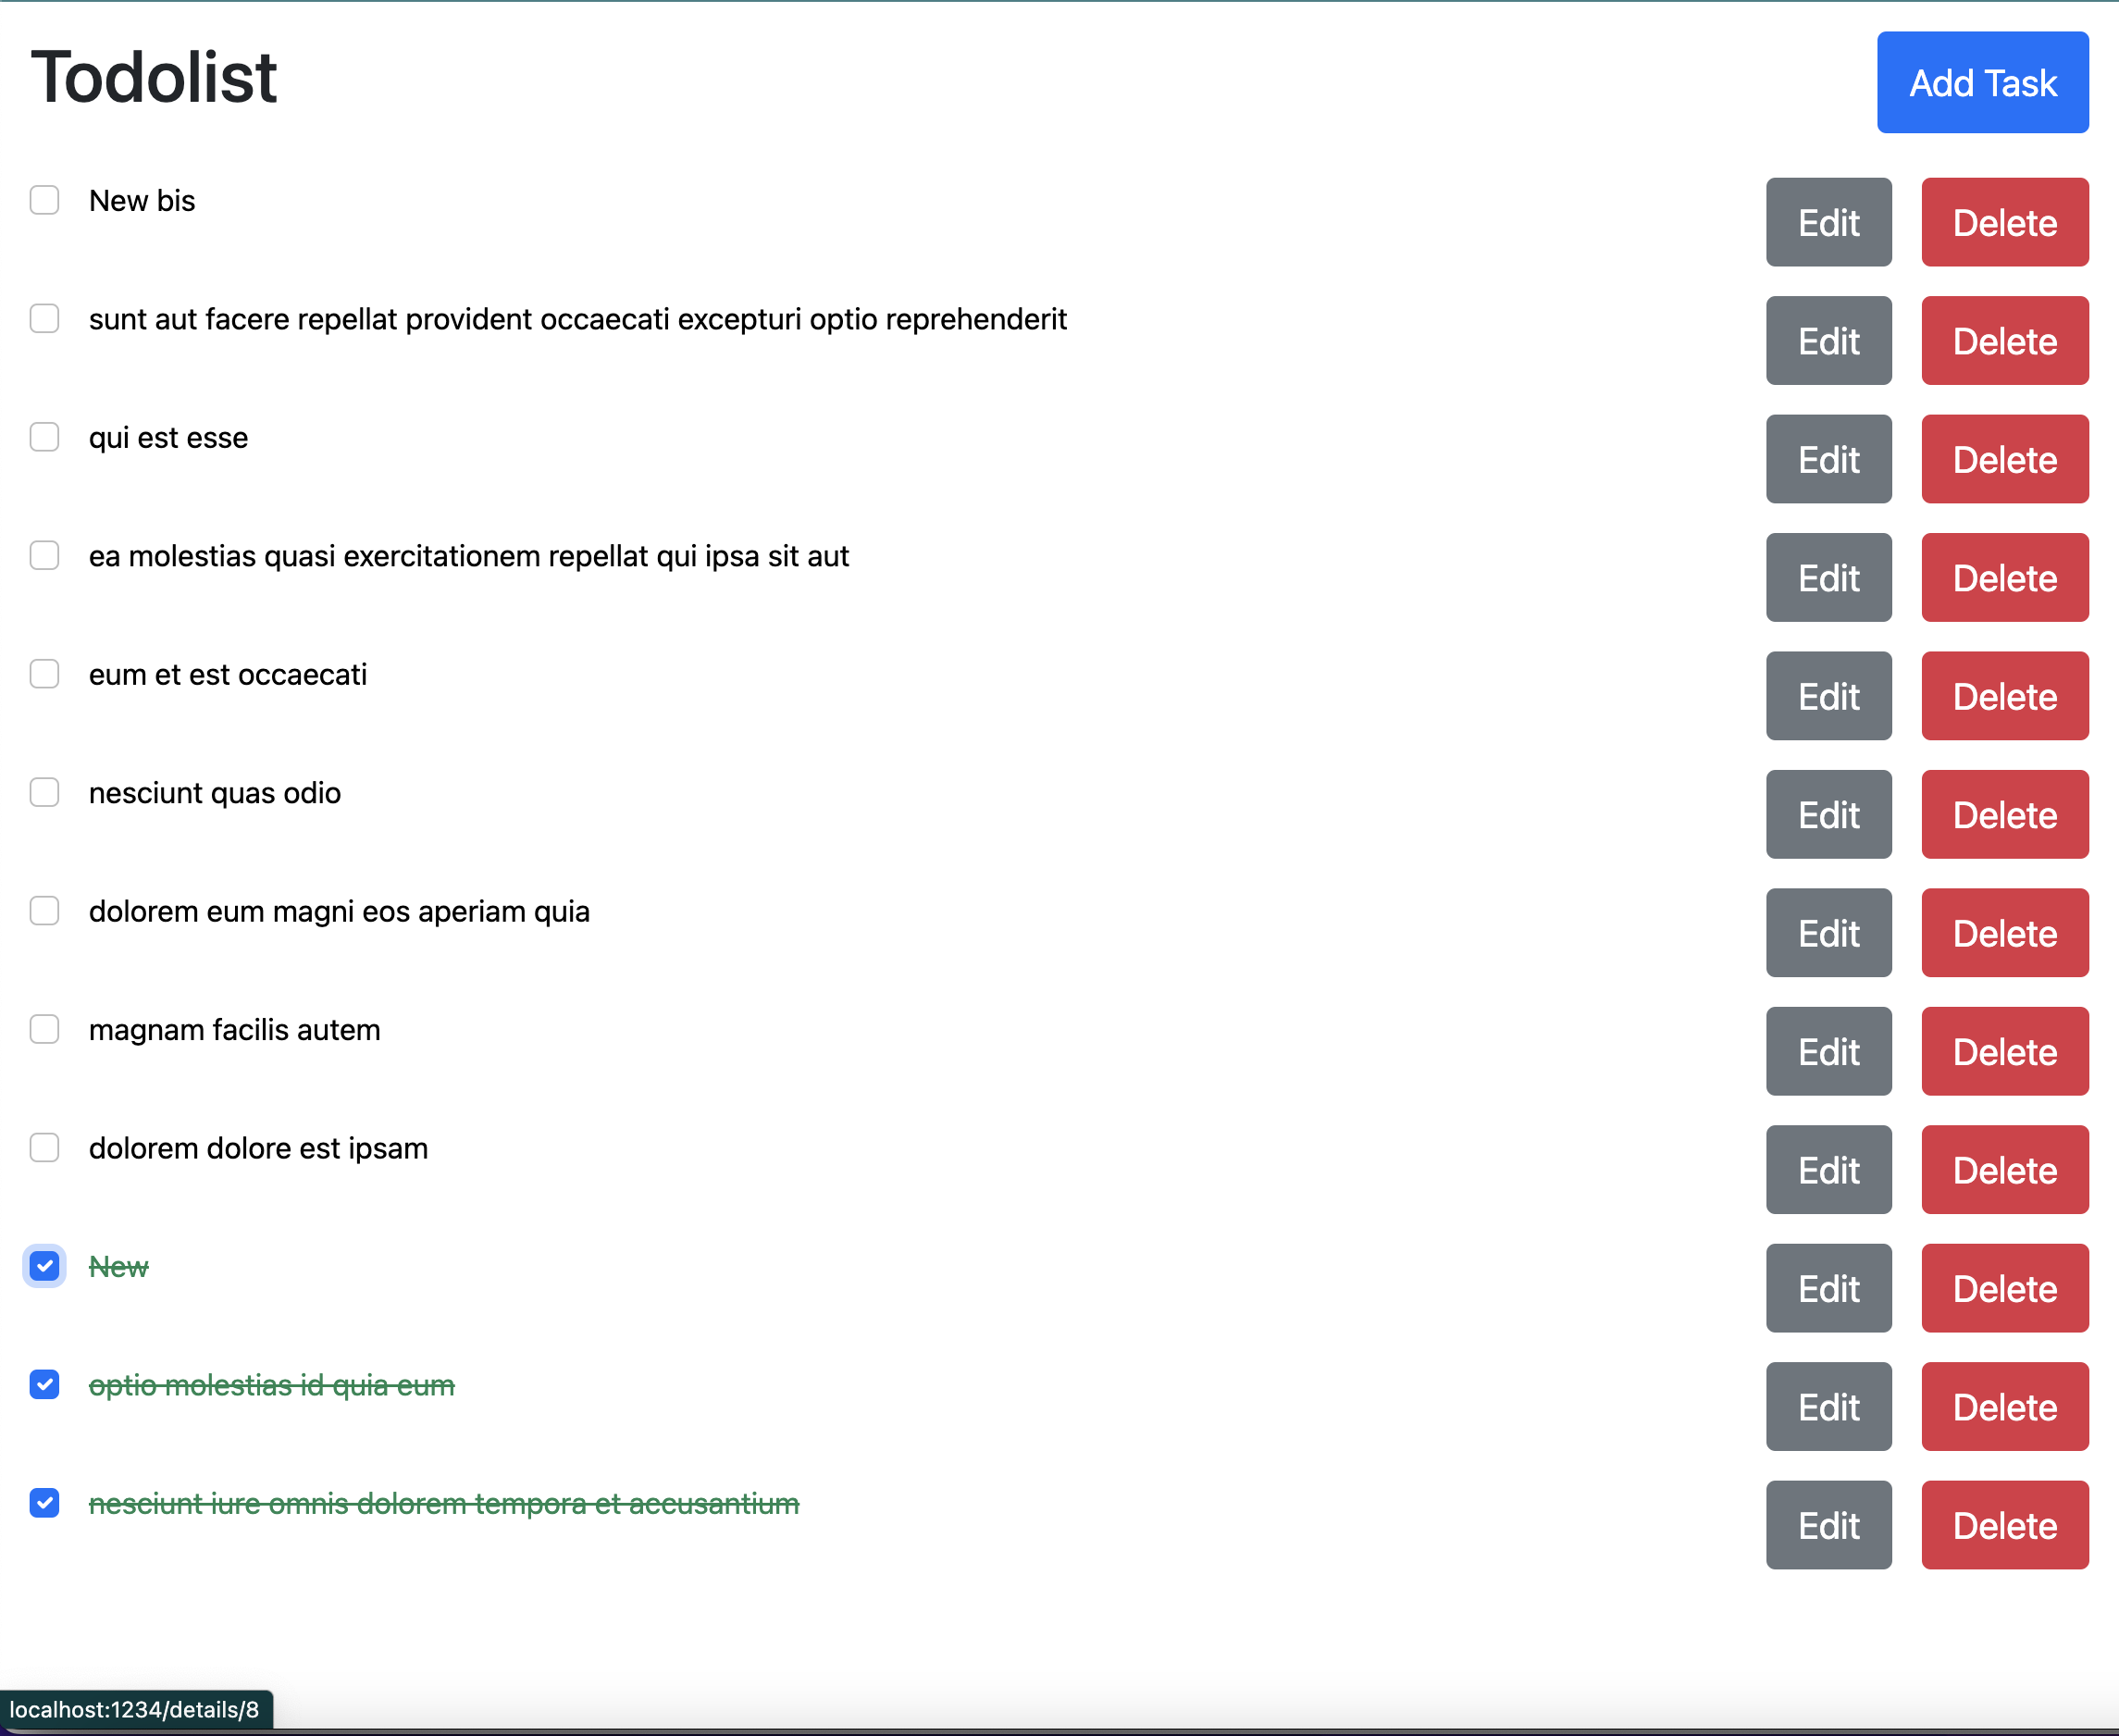 Todolist
Add Task
New bis
Edit Delete
sunt aut facere repellat provident occaecati excepturi optio reprehenderit
Edit Delete
qui est esse
Edit Delete
ea molestias quasi exercitationem repellat qui ipsa sit aut
Edit Delete
eum et est occaecati
Edit Delete
nesciunt quas odio
Edit Delete
dolorem eum magni eos aperiam quia
Edit Delete
magnam facilis autem
Edit Delete
dolorem dolore est ipsam
Edit Delete
New
Edit Delete
optio molestias id quia eum
Edit Delete
nesciunt iure omnis dolorem tempora et accusantium
Edit Delete
localhost:1234/details/8